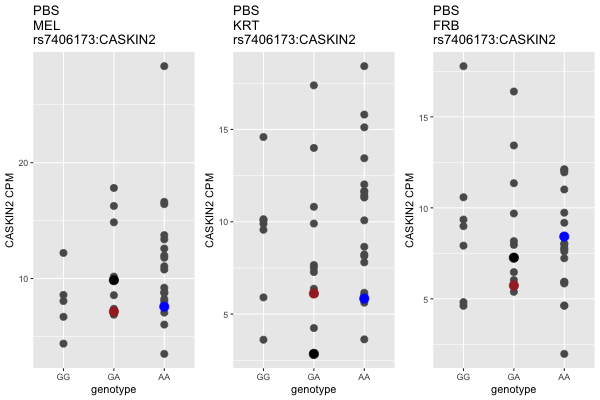 PBS
MEL
rs7406173:CASKIN2
CASKIN2 CPM
20
10
GG GA AA
genotype
PBS
KRT
rs7406173:CASKIN2
CASKIN2 CPM
15
10
5
GG GA AA
genotype
PBS
FRB
rs7406173:CASKIN2
CASKIN2 CPM
15
10
5
GG GA AA
genotype